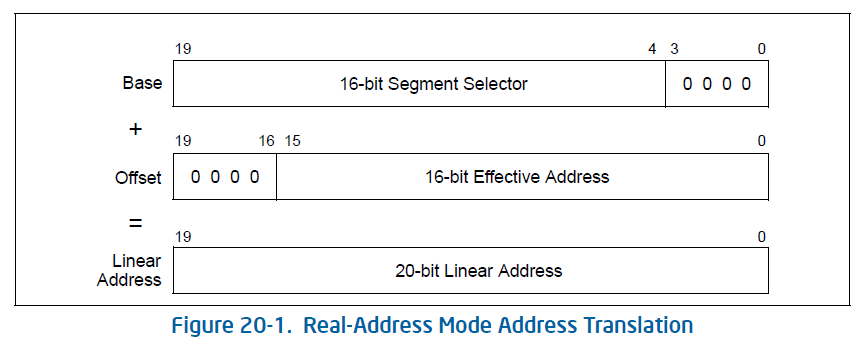 19 4 3 0
Base 16-bit Segment Selector 0 0 0 0
+
19 16 15 0
Offset 0 0 0 0 16-bit Effective Address
=
19 0
Linear
Address 20-bit Linear Address
Figure 20-1. Real-Address Mode Address Translation